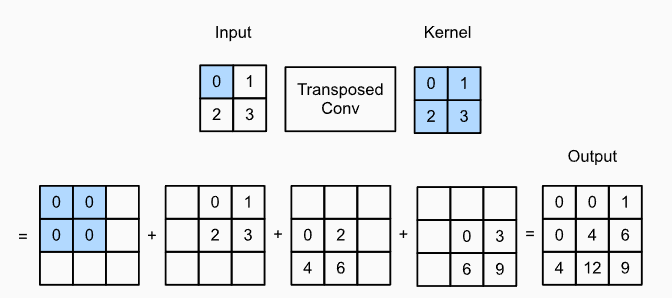 Input Kernel
0 1 Transposed Conv 0 1
2 3 2 3
Output
0 0 0 1 0 0 1
= 0 0 + 2 3 + 0 2 + 0 3 = 0 4 6
4 6 6 9 4 12 9